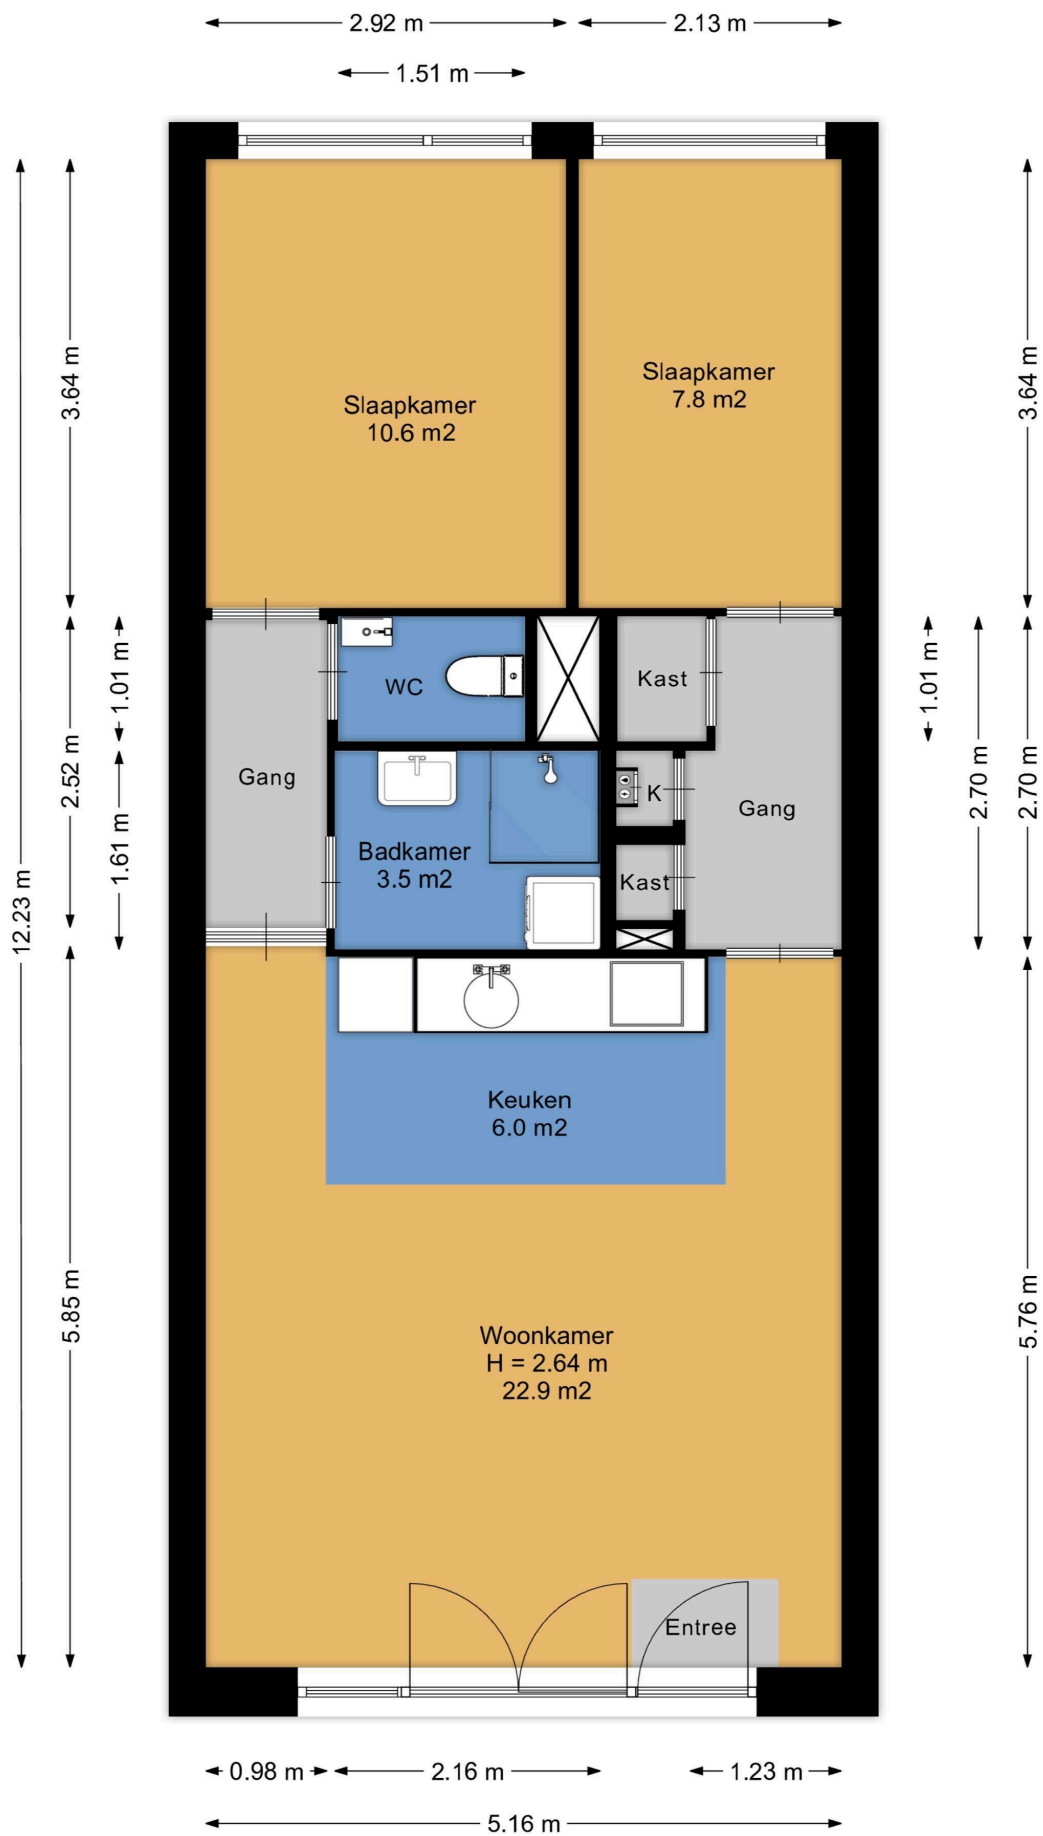 2.92 m
2.13 m
1.51 m
3.64 m
3.64 m
Slaapkamer
7.8 m2
Slaapkamer
10.6 m2
1.01 m
WC
Kast
1.01 m
2.52 m
Gang
2.70 m
2.70 m
K
Gang
1.61 m
Badkamer
3.5 m2
Kast
12.23 m
Keuken
6.0 m2
5.85 m
5.76 m
Woonkamer
H = 2.64 m
22.9 m2
Entree
0.98 m
2.16 m
1.23 m
5.16 m